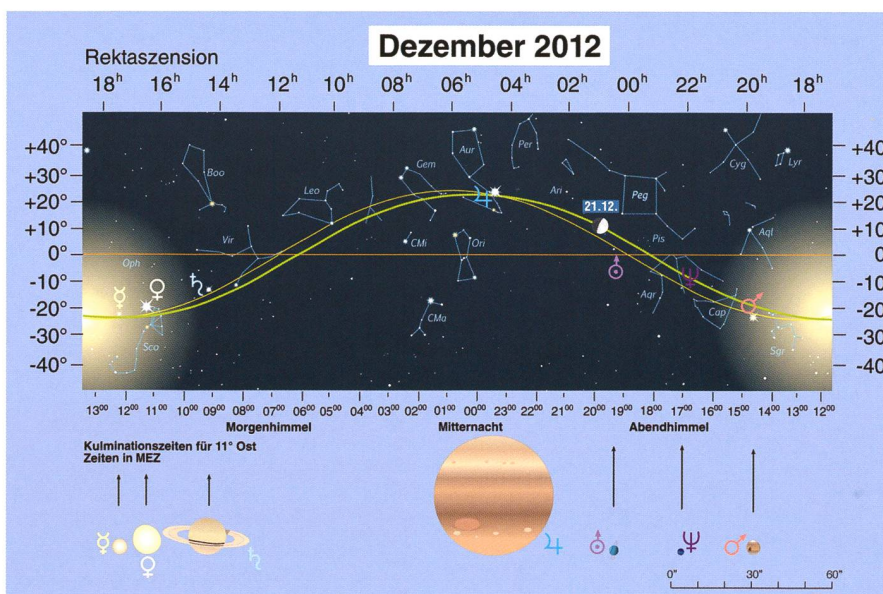 Dezember 2012
Rektaszension
18h 16h 14h 12h 10h 08h 06h 04h 02h 00h 22h 20h 18h
+40° +40°
+30° +30°
+20° +20°
+10° +10°
0° 0°
-10° -10°
-20° -20°
-30° -30°
-40° -40°
Boo
Leo
Gem
Aur
Per
Ari
Peg
Cyg
Lyr
21.12.
Vir
CMi
Ori
Pis
Aql
Oph
Aqr
Cap
Sco
CMa
Sgr
13⁰⁰ 12⁰⁰ 11⁰⁰ 10⁰⁰ 09⁰⁰ 08⁰⁰ 07⁰⁰ 06⁰⁰ 05⁰⁰ 04⁰⁰ 03⁰⁰ 02⁰⁰ 01⁰⁰ 00⁰⁰ 23⁰⁰ 22⁰⁰ 21⁰⁰ 20⁰⁰ 19⁰⁰ 18⁰⁰ 17⁰⁰ 16⁰⁰ 15⁰⁰ 14⁰⁰ 13⁰⁰ 12⁰⁰
Morgenhimmel Mitternacht Abendhimmel
Kulminationszeiten für 11° Ost
Zeiten in MEZ
0" 30" 60"